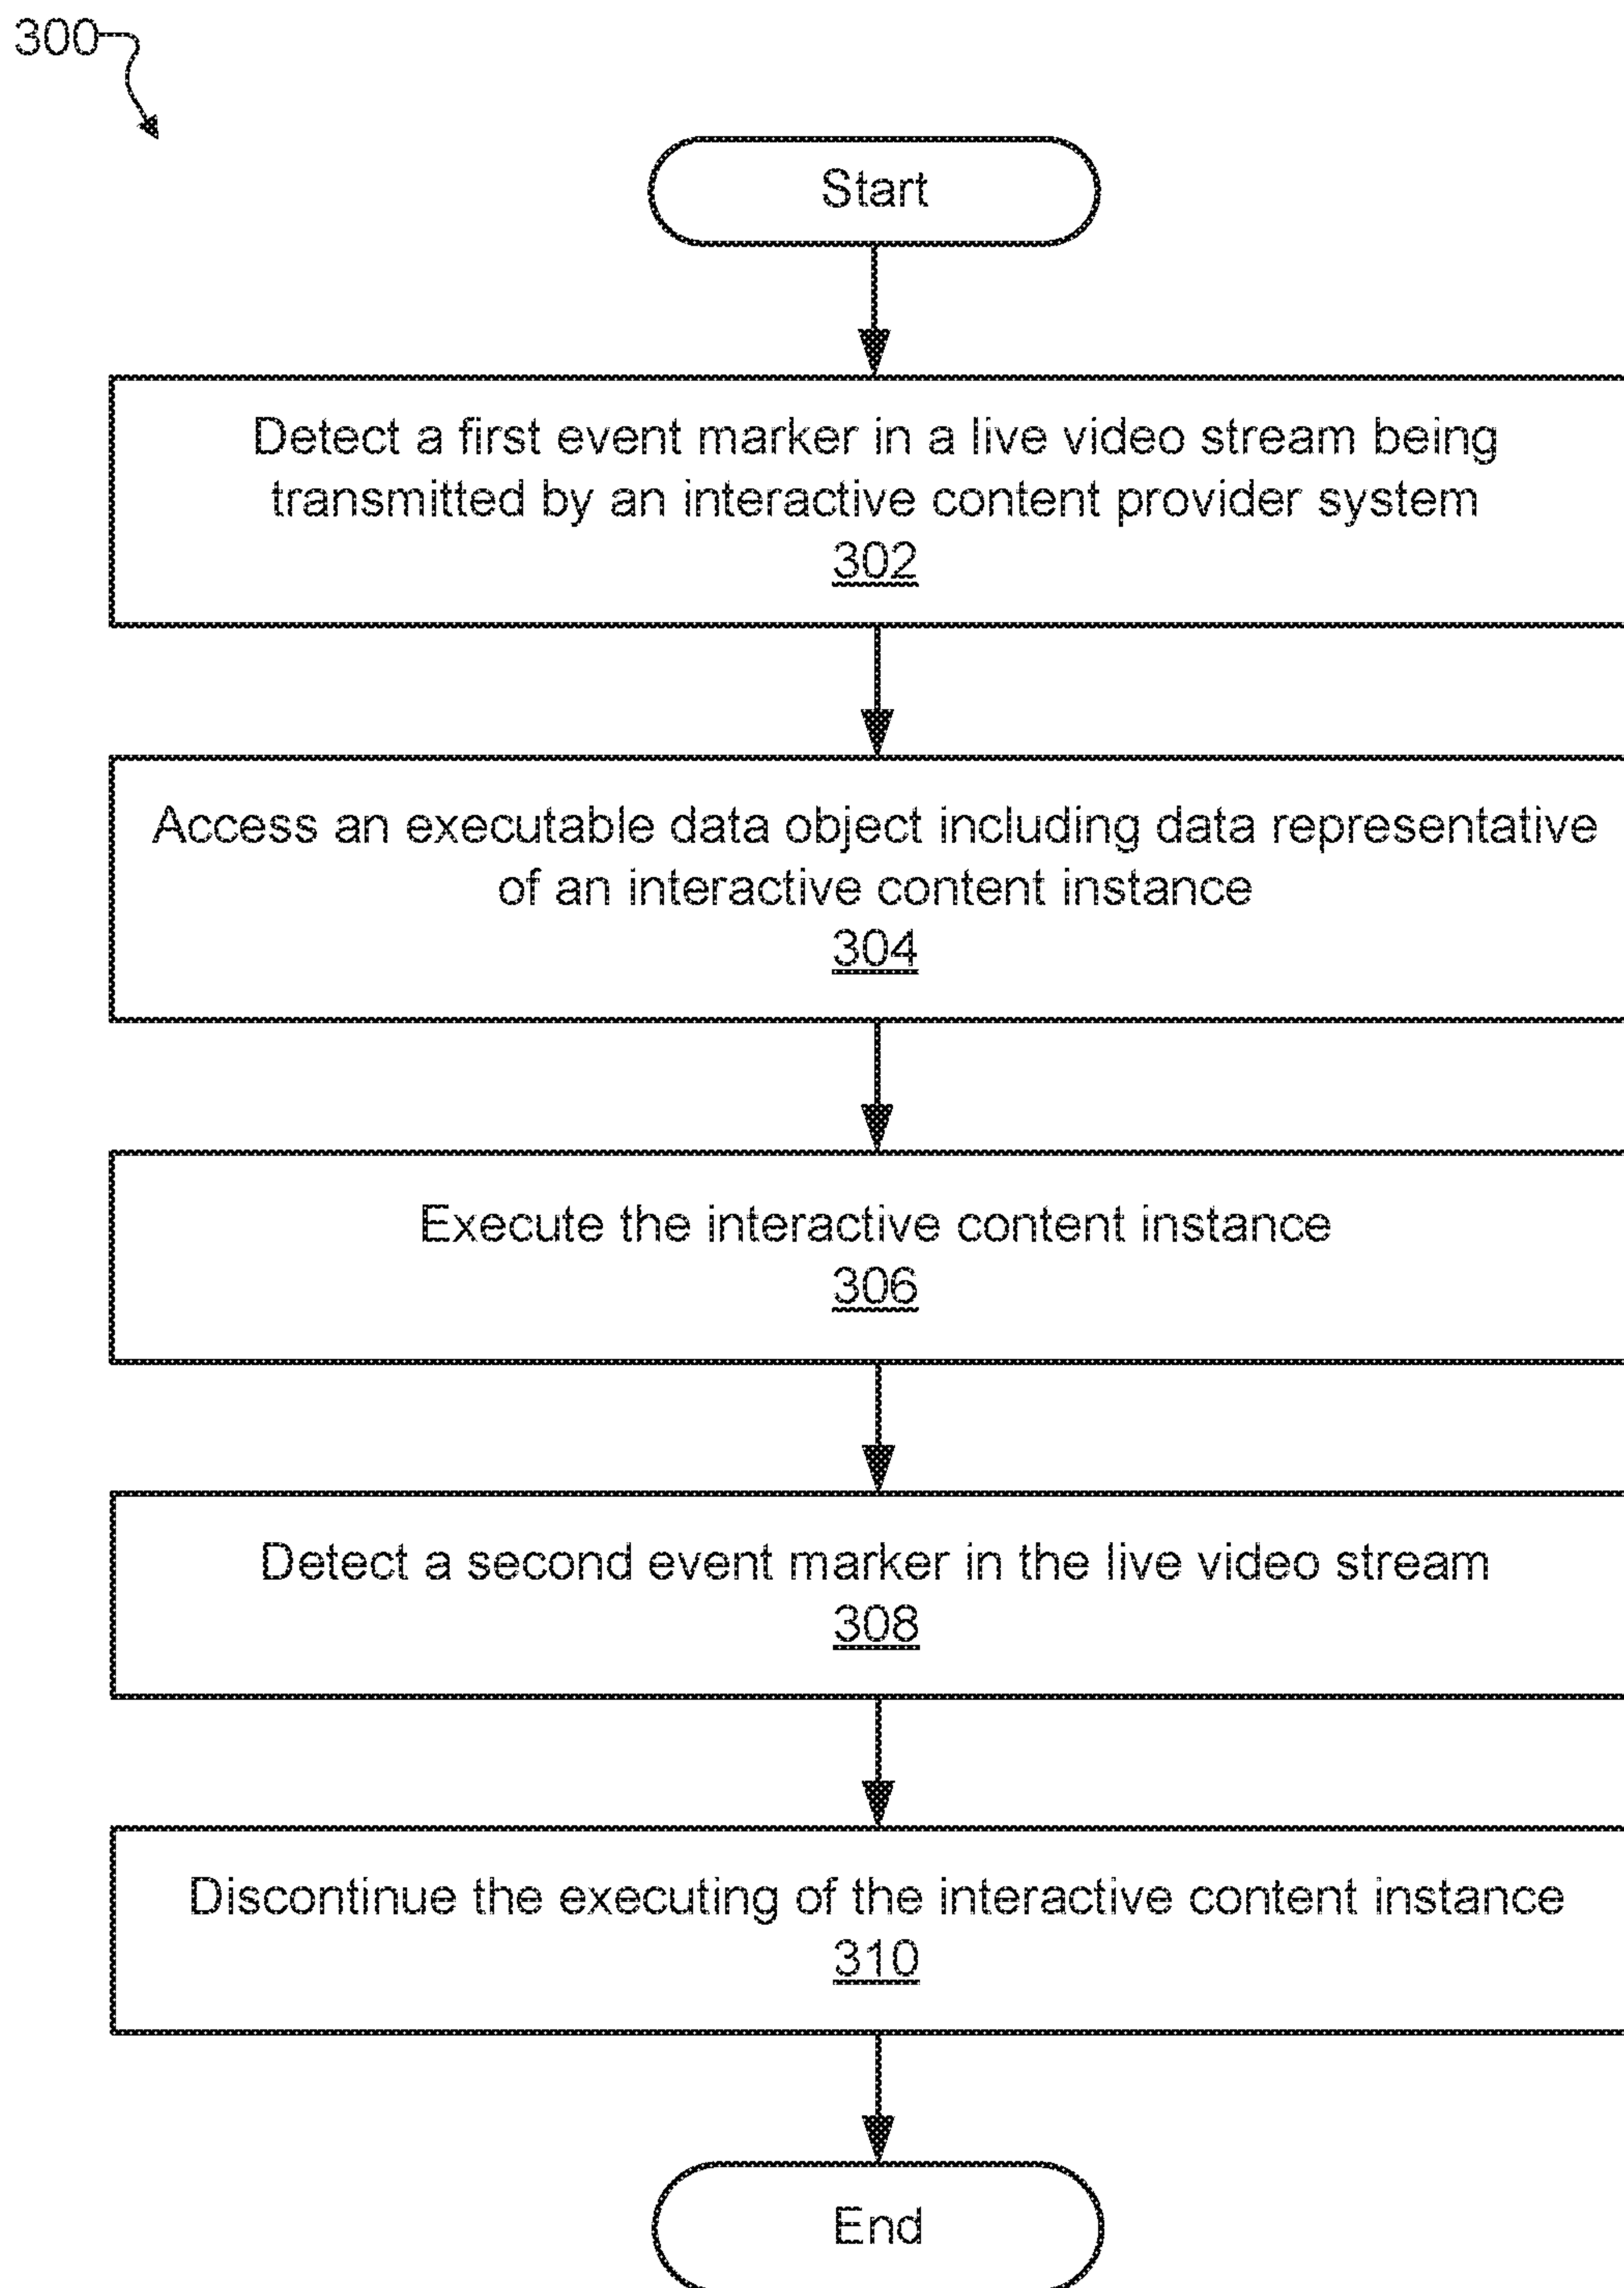 300
Start
Detect a first event marker in a live video stream being
transmitted by an interactive content provider system
302
Access an executable data object including data representative
of an interactive content instance
304
Execute the interactive content instance
306
Detect a second event marker in the live video stream
308
Discontinue the executing of the interactive content instance
310
End